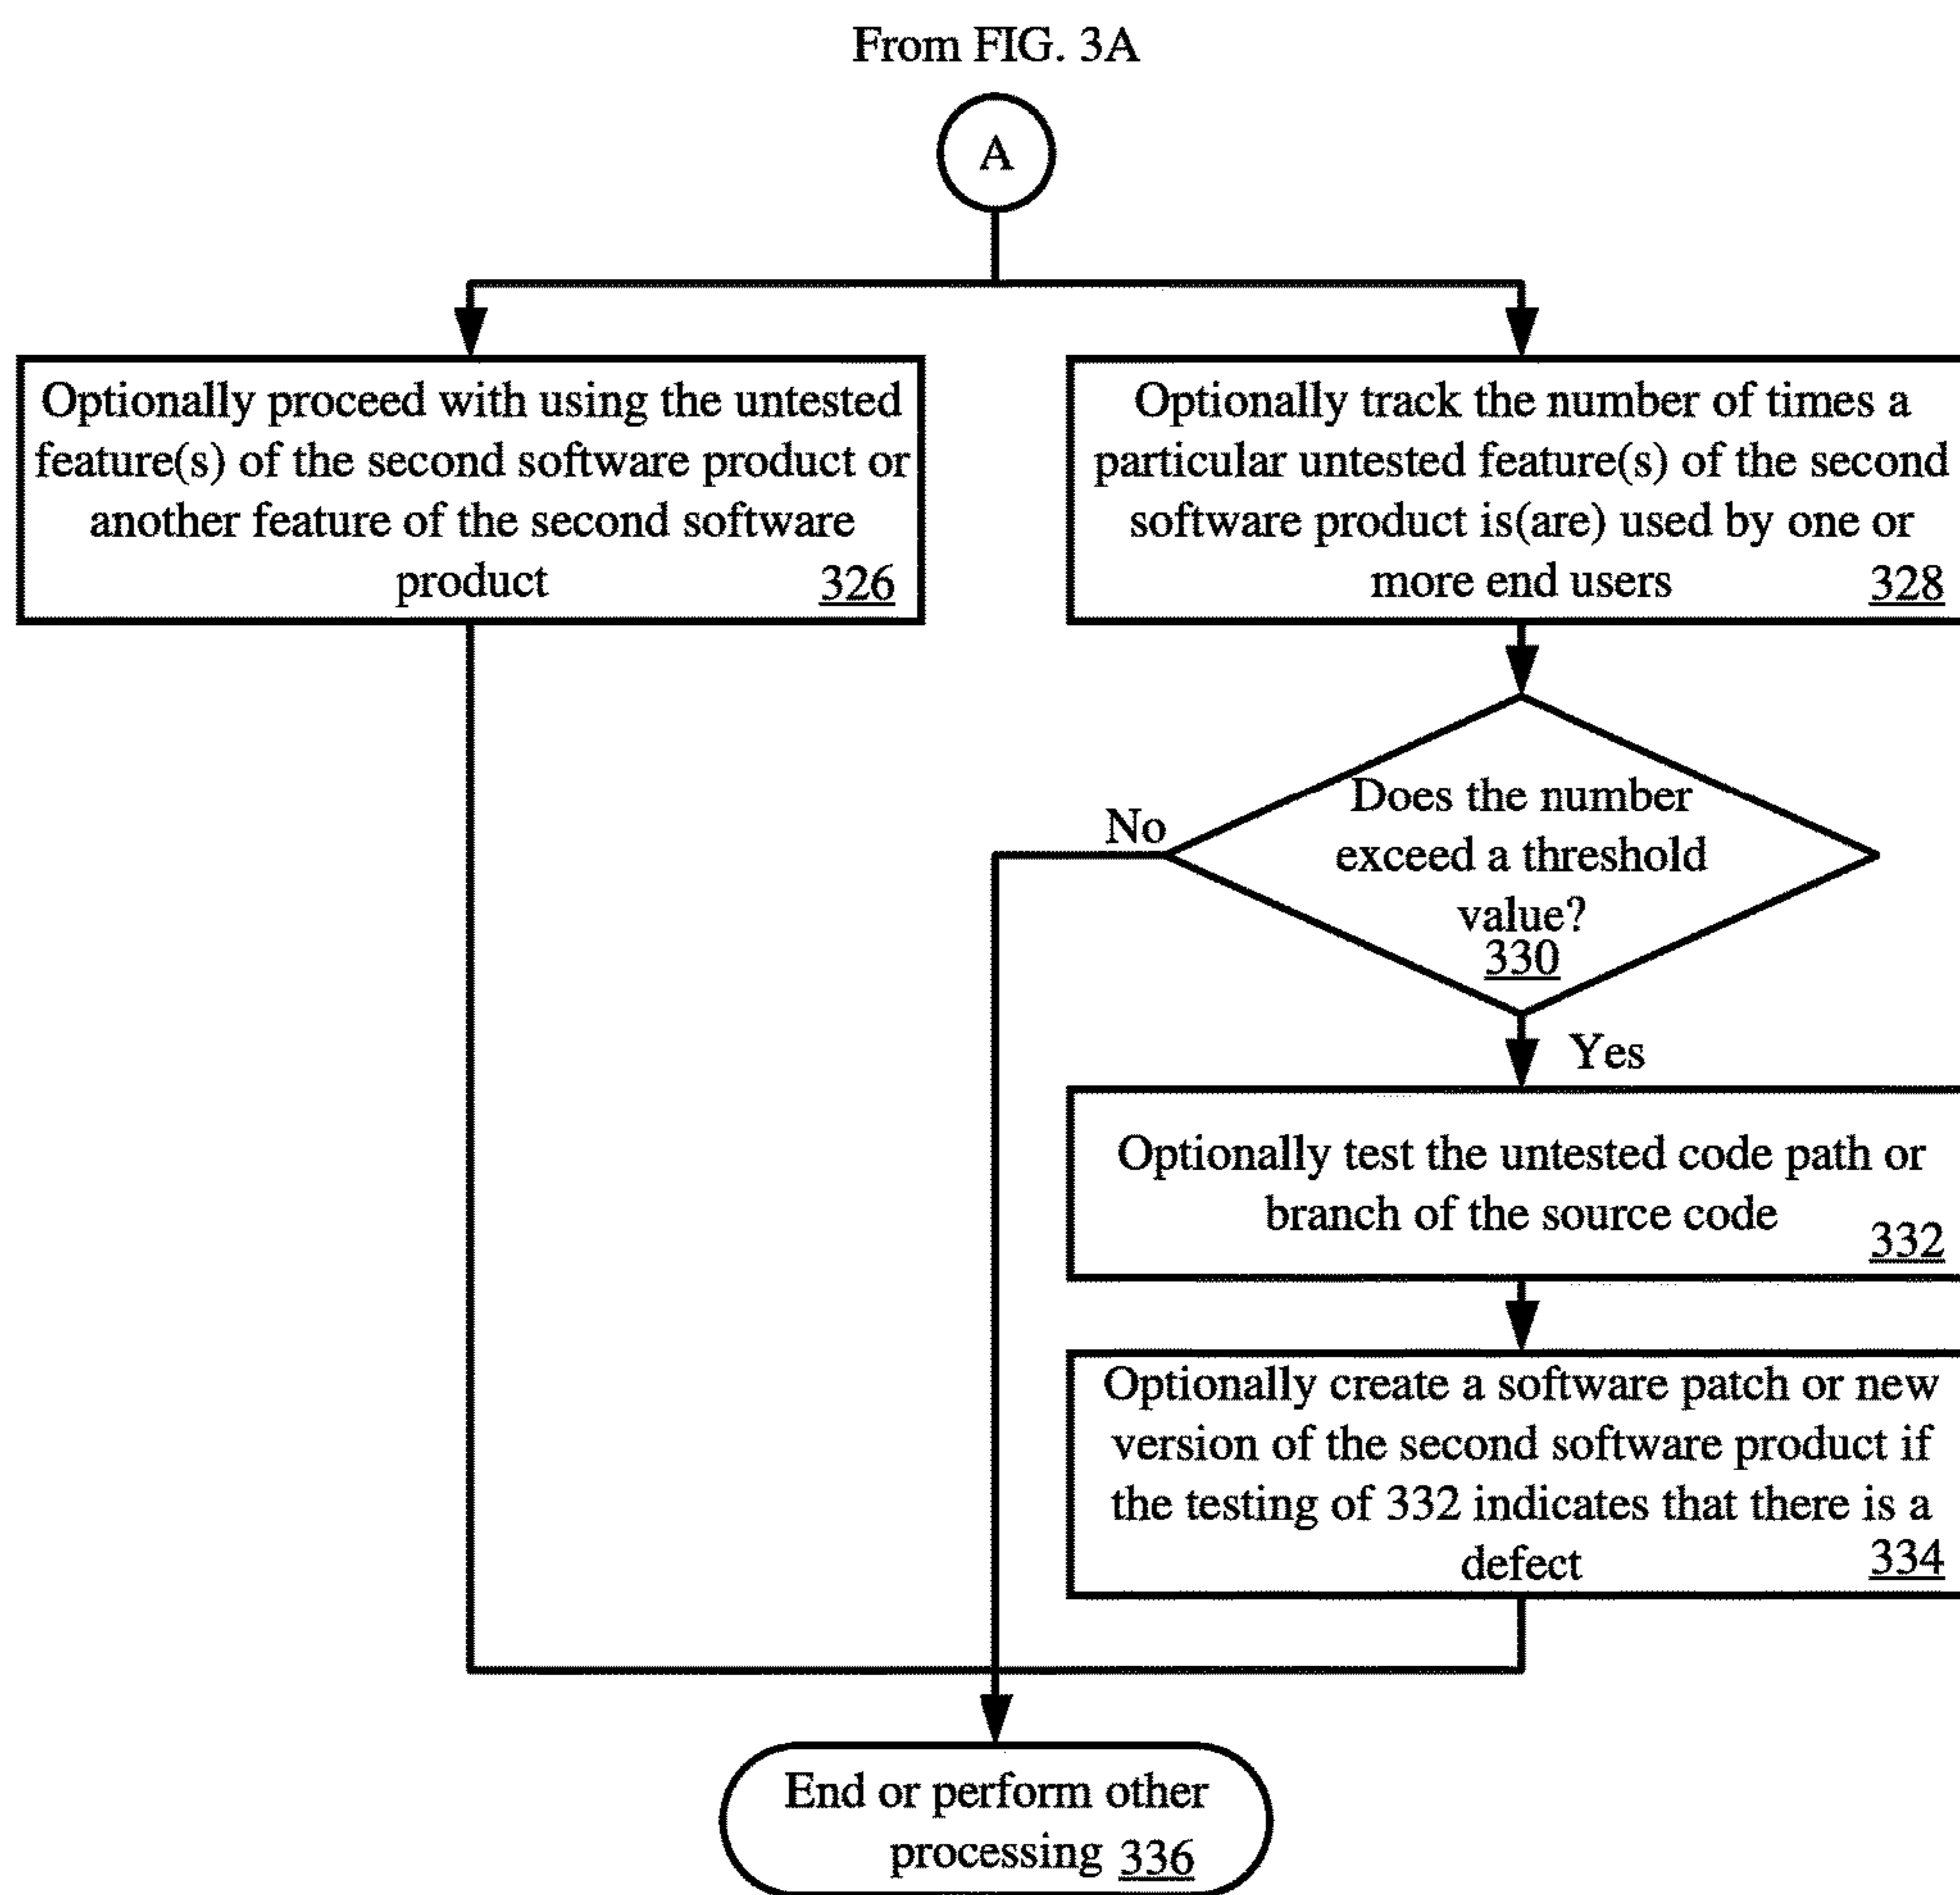 From FIG. 3A
A
Optionally proceed with using the untested
feature(s) of the second software product or
another feature of the second software
product 326
Optionally track the number of times a
particular untested feature(s) of the second
software product is(are) used by one or
more end users 328
Does the number
exceed a threshold
value?
330
No
Yes
Optionally test the untested code path or
branch of the source code
332
Optionally create a software patch or new
version of the second software product if
the testing of 332 indicates that there is a
defect 334
End or perform other
processing 336